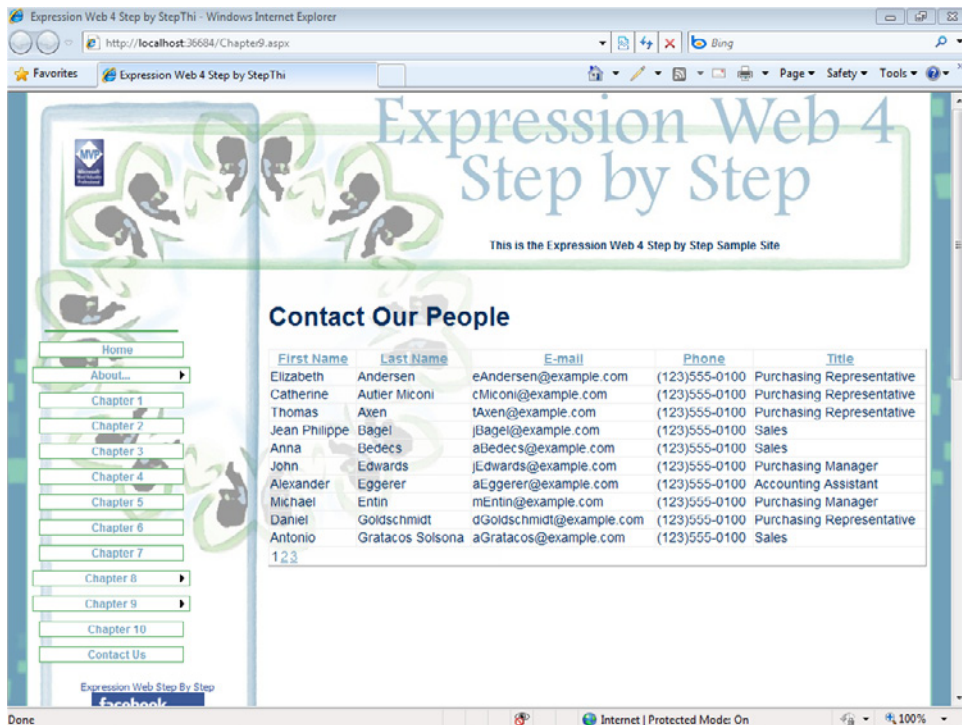 Expression Web 4 Step by StepThi - Windows Internet Explorer
http://localhost:36684/Chapter9.aspx
Bing
Favorites
Expression Web 4 Step by StepThi
Page
Safety
Tools
Expression Web 4
Step by Step
MVP
This is the Expression Web 4 Step by Step Sample Site
Home
About...
Chapter 1
Chapter 2
Chapter 3
Chapter 4
Chapter 5
Chapter 6
Chapter 7
Chapter 8
Chapter 9
Chapter 10
Contact Us
Expression Web Step By Step
facebook
Contact Our People
First Name Last Name E-mail Phone Title
Elizabeth Andersen eAndersen@example.com (123)555-0100 Purchasing Representative
Catherine Autier Miconi cMiconi@example.com (123)555-0100 Purchasing Representative
Thomas Axen tAxen@example.com (123)555-0100 Purchasing Representative
Jean Philippe Bagel jBagel@example.com (123)555-0100 Sales
Anna Bedecs aBedecs@example.com (123)555-0100 Sales
John Edwards jEdwards@example.com (123)555-0100 Purchasing Manager
Alexander Eggerer aEggerer@example.com (123)555-0100 Accounting Assistant
Michael Entin mEntin@example.com (123)555-0100 Purchasing Manager
Daniel Goldschmidt dGoldschmidt@example.com (123)555-0100 Purchasing Representative
Antonio Gratacos Solsona aGratacos@example.com (123)555-0100 Sales
1 2 3
Done
Internet | Protected Mode: On
100%